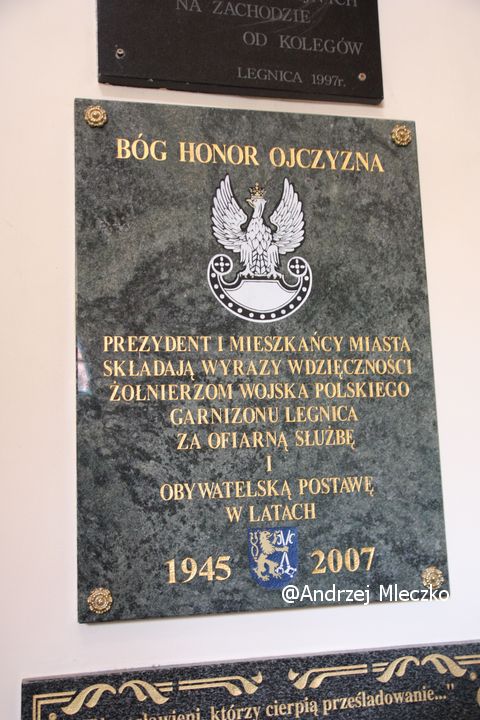 NA ZACHODZIE
OD KOLEGÓW
LEGNICA 1997r.
BÓG HONOR OJCZYZNA
PREZYDENT I MIESZKAŃCY MIASTA
SKŁADAJĄ WYRAZY WDZIĘCZNOŚCI
ŻOŁNIERZOM WOJSKA POLSKIEGO
GARNIZONU LEGNICA
ZA OFIARNĄ SŁUŻBĘ
I
OBYWATELSKĄ POSTAWĘ
W LATACH
1945 2007
@Andrzej Mleczko
którzy cierpią prześladowanie..."